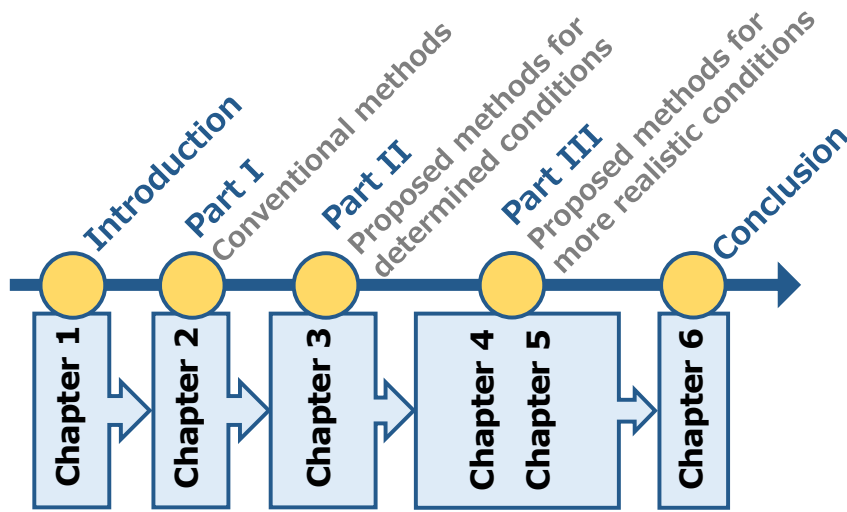 Introduction
Part I
Conventional methods
Part II
Proposed methods for
determined conditions
Part III
Proposed methods for
more realistic conditions
Conclusion
Chapter 1
Chapter 2
Chapter 3
Chapter 4
Chapter 5
Chapter 6